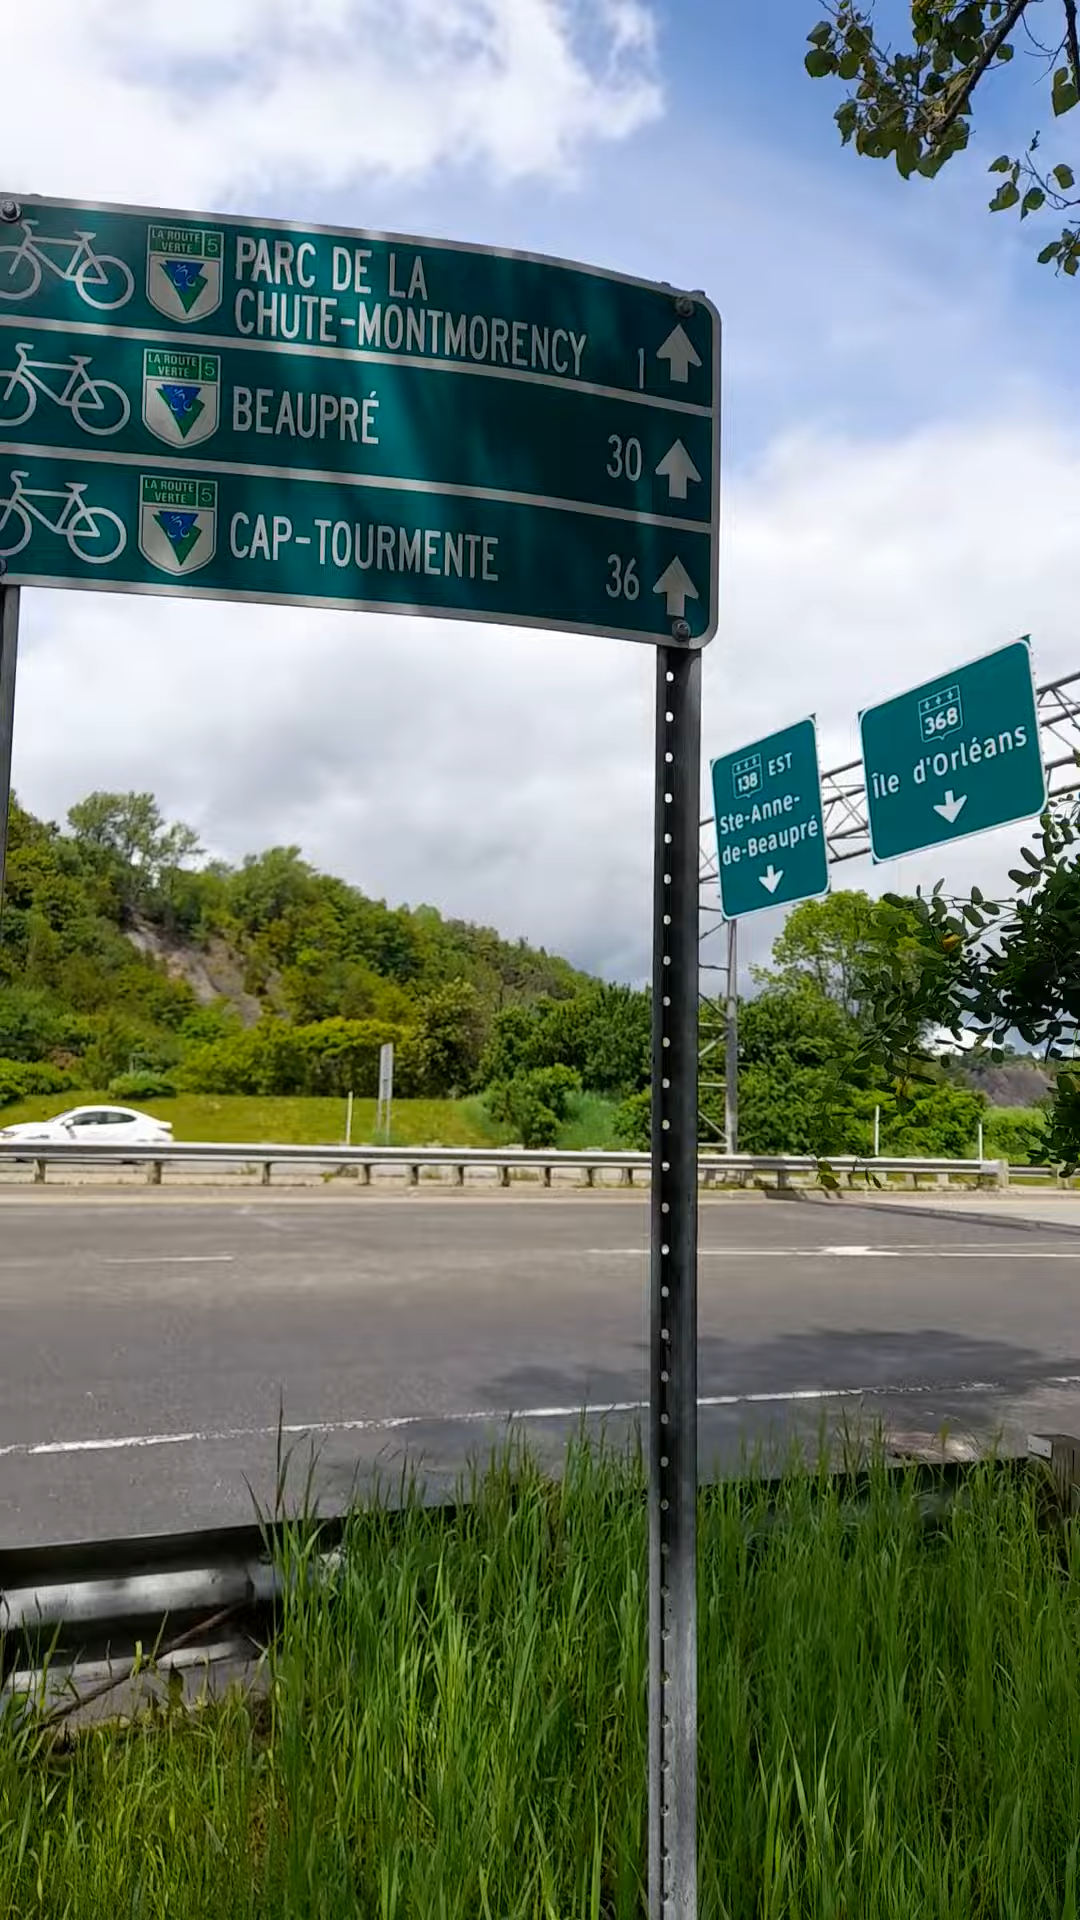 LA ROUTE
VERTE 5
PARC DE LA
CHUTE-MONTMORENCY 1
LA ROUTE
VERTE 5
BEAUPRÉ 30
LA ROUTE
VERTE 5
CAP-TOURMENTE 36
138 EST
Ste-Anne-
de-Beaupré
368
île d'Orléans